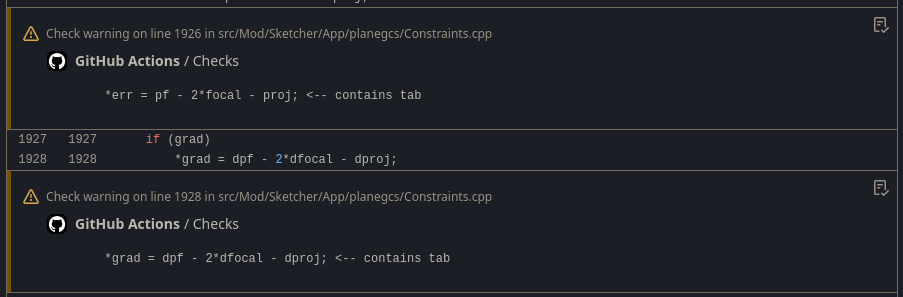 Check warning on line 1926 in src/Mod/Sketcher/App/planegcs/Constraints.cpp
GitHub Actions / Checks
*err = pf - 2*focal - proj; <-- contains tab
1927 1927 if (grad)
1928 1928 *grad = dpf - 2*dfocal - dproj;
Check warning on line 1928 in src/Mod/Sketcher/App/planegcs/Constraints.cpp
GitHub Actions / Checks
*grad = dpf - 2*dfocal - dproj; <-- contains tab